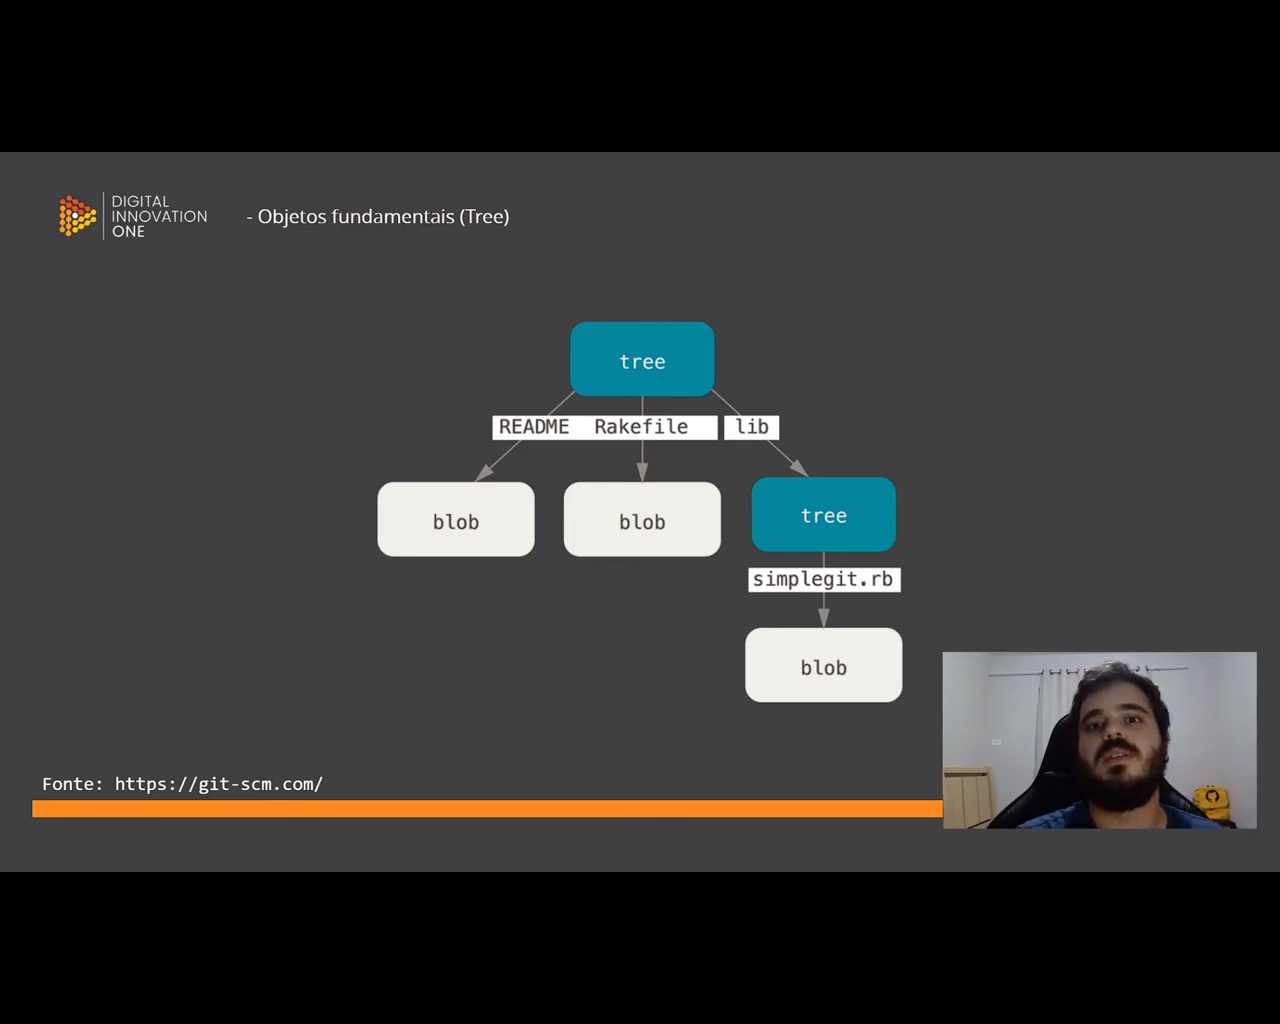 DIGITAL
INNOVATION
ONE
- Objetos fundamentais (Tree)
tree
README Rakefile lib
blob blob tree
simplegit.rb
blob
Fonte: https://git-scm.com/